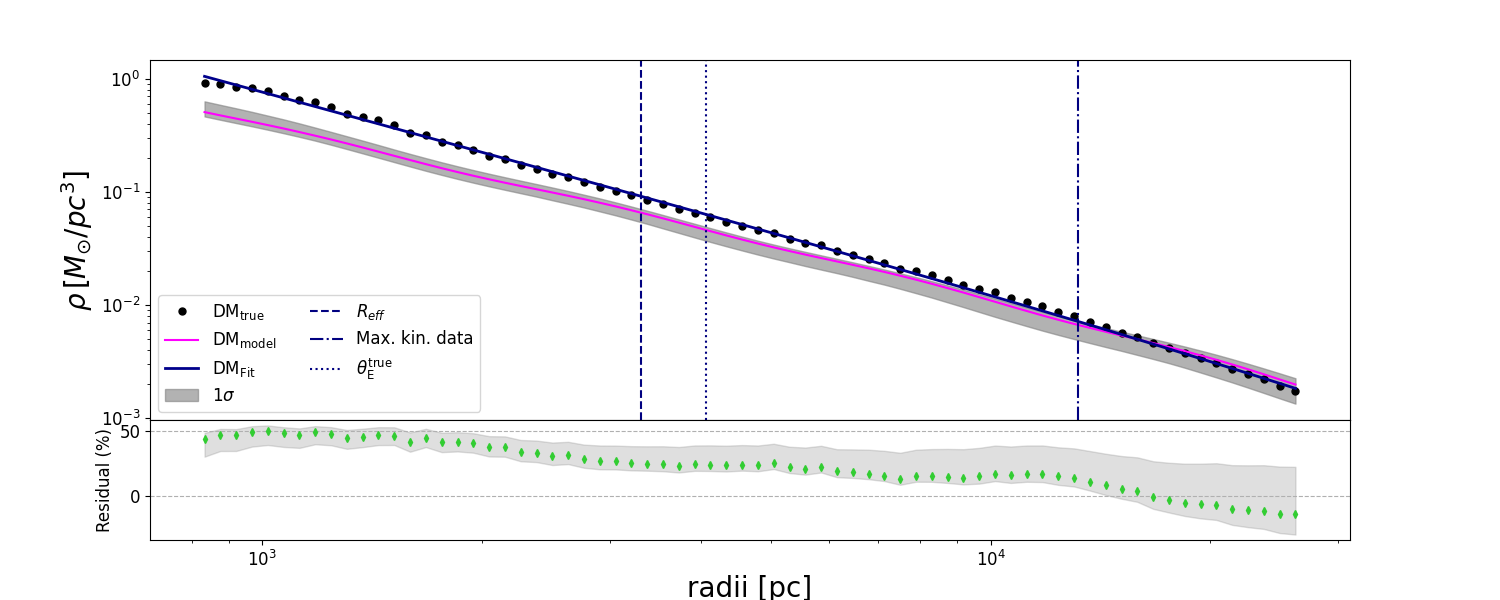 10⁰
10⁻¹
10⁻²
10⁻³
ρ [M⊙/pc³]
DM_true
DM_model
DM_Fit
1σ
R_eff
Max. kin. data
θ_E^true
50
0
Residual (%)
10³
10⁴
radii [pc]